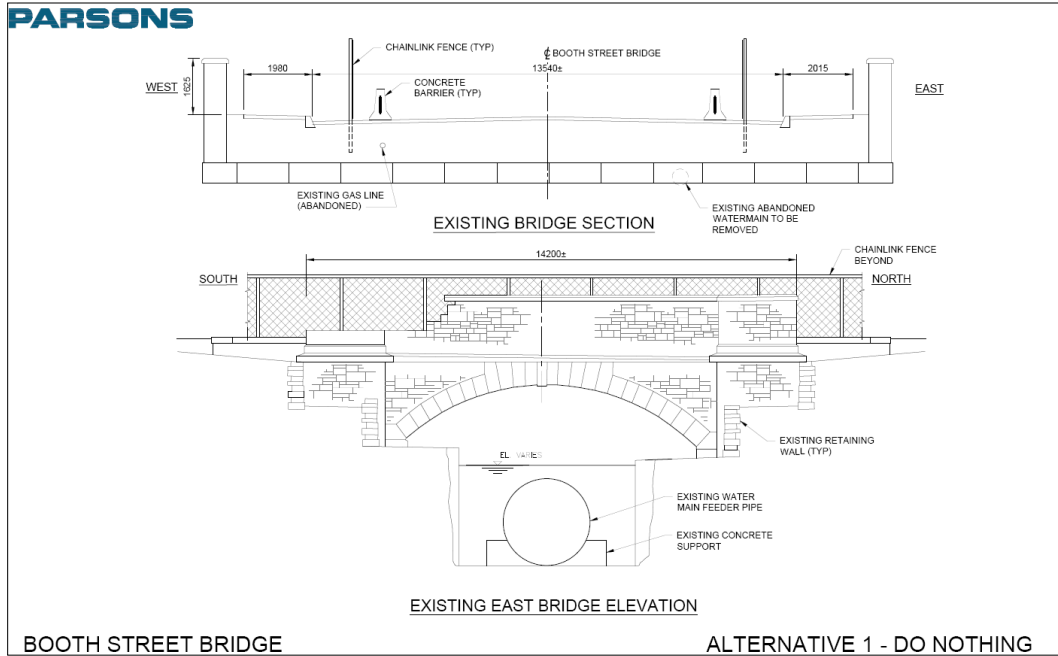 PARSONS
CHAINLINK FENCE (TYP)
℄ BOOTH STREET BRIDGE
1980
13540±
2015
WEST
1625
CONCRETE
BARRIER (TYP)
EAST
EXISTING GAS LINE
(ABANDONED)
EXISTING ABANDONED
WATERMAIN TO BE
REMOVED
EXISTING BRIDGE SECTION
14200±
CHAINLINK FENCE
BEYOND
SOUTH
NORTH
EXISTING RETAINING
WALL (TYP)
EL VARIES
EXISTING WATER
MAIN FEEDER PIPE
EXISTING CONCRETE
SUPPORT
EXISTING EAST BRIDGE ELEVATION
BOOTH STREET BRIDGE
ALTERNATIVE 1 - DO NOTHING